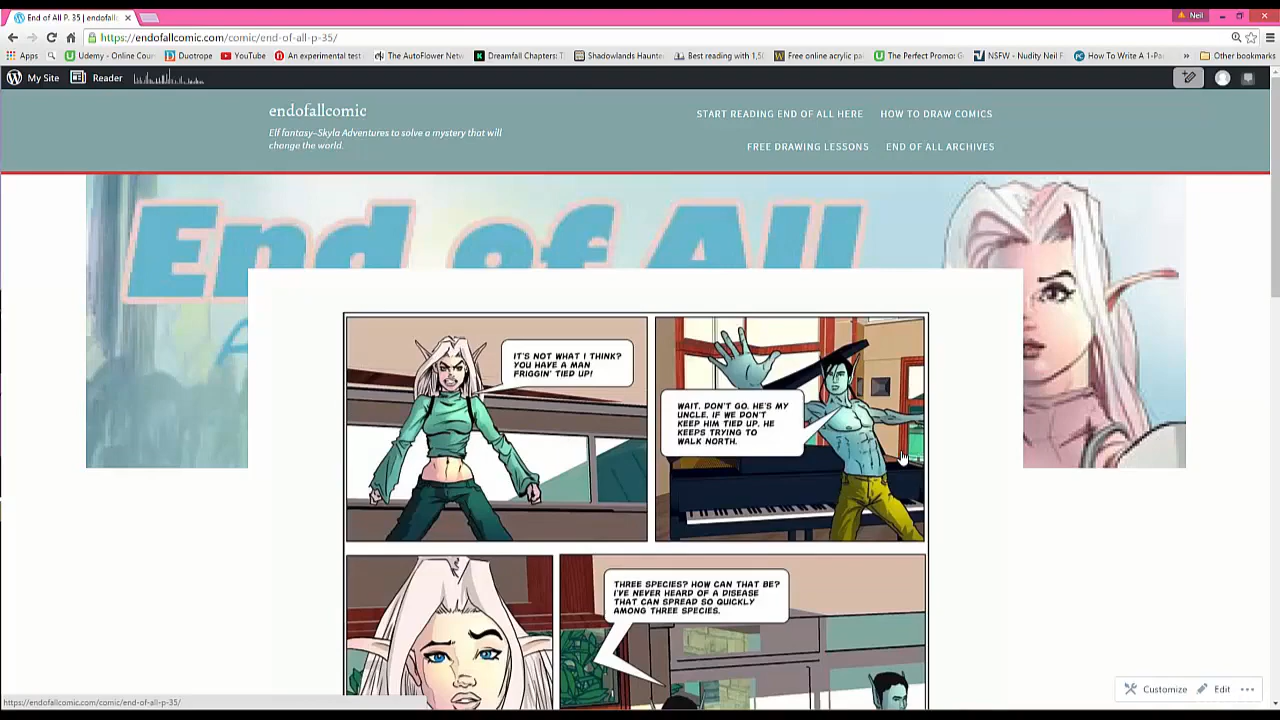 End of All P. 35 | endofallc
Neil
https://endofallcomic.com/comic/end-of-all-p-35/
Apps
Udemy - Online Cour
Duotrope
YouTube
An experimental test
The AutoFlower Netw
Dreamfall Chapters: T
Shadowlands Haunte
Best reading with 1,5
Free online acrylic pa
The Perfect Promo: G
NSFW - Nudity Neil F
How To Write A 1-Pa
Other bookmarks
My Site
Reader
endofallcomic
Elf fantasy–Skyla Adventures to solve a mystery that will
change the world.
START READING END OF ALL HERE
HOW TO DRAW COMICS
FREE DRAWING LESSONS
END OF ALL ARCHIVES
End of All
IT'S NOT WHAT I THINK?
YOU HAVE A MAN
FRIGGIN' TIED UP!
WAIT. DON'T GO. HE'S MY
UNCLE. IF WE DON'T
KEEP HIM TIED UP, HE
KEEPS TRYING TO
WALK NORTH.
THREE SPECIES? HOW CAN THAT BE?
I'VE NEVER HEARD OF A DISEASE
THAT CAN SPREAD SO QUICKLY
AMONG THREE SPECIES.
Customize
Edit
https://endofallcomic.com/comic/end-of-all-p-35/